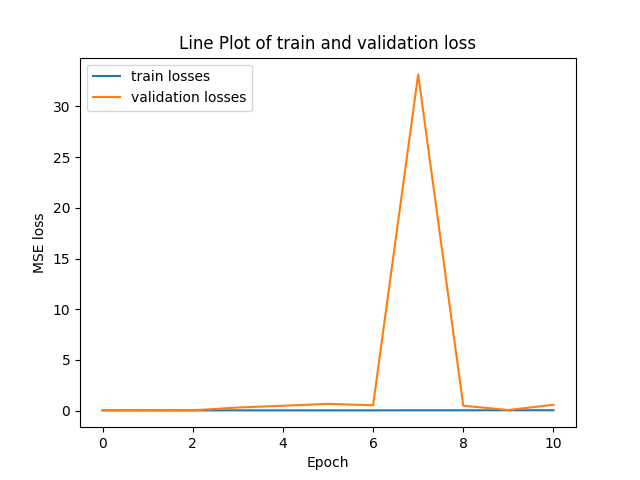 Line Plot of train and validation loss
train losses
validation losses
30
25
20
15
10
5
0
MSE loss
0 2 4 6 8 10
Epoch